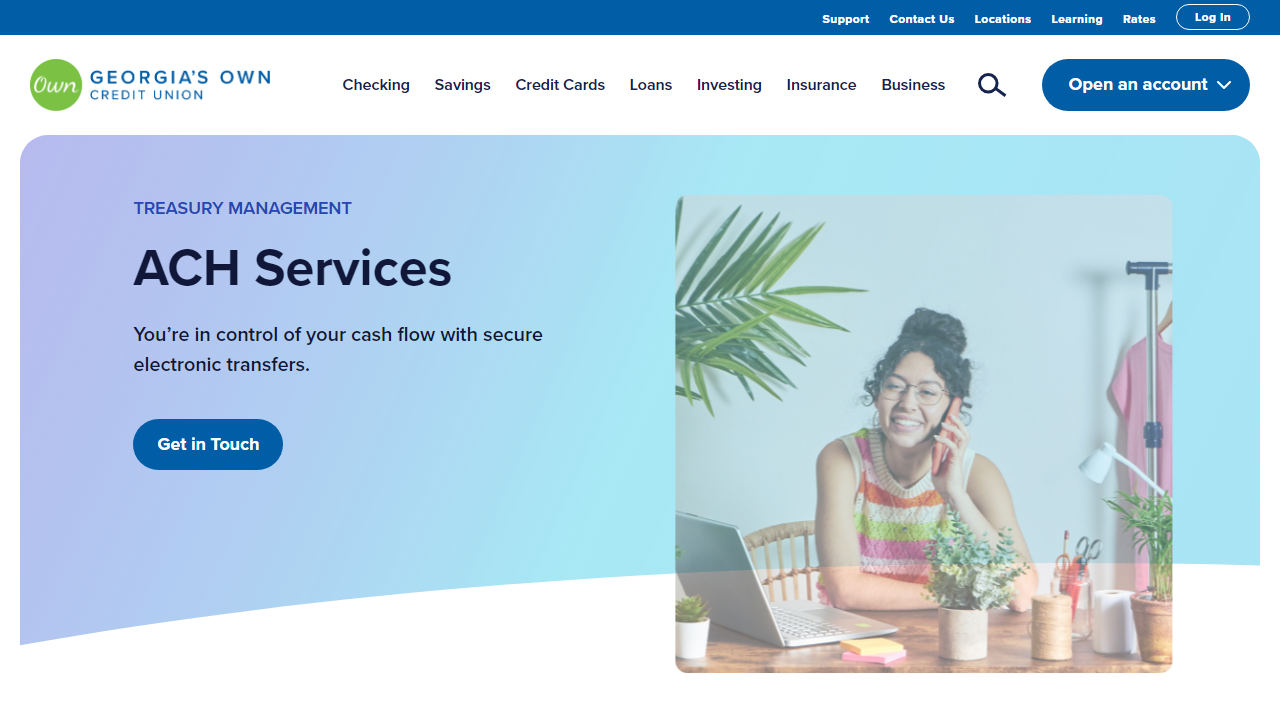 Support Contact Us Locations Learning Rates Log In
Own GEORGIA'S OWN
CREDIT UNION
Checking Savings Credit Cards Loans Investing Insurance Business Open an account
TREASURY MANAGEMENT
ACH Services
You’re in control of your cash flow with secure
electronic transfers.
Get in Touch